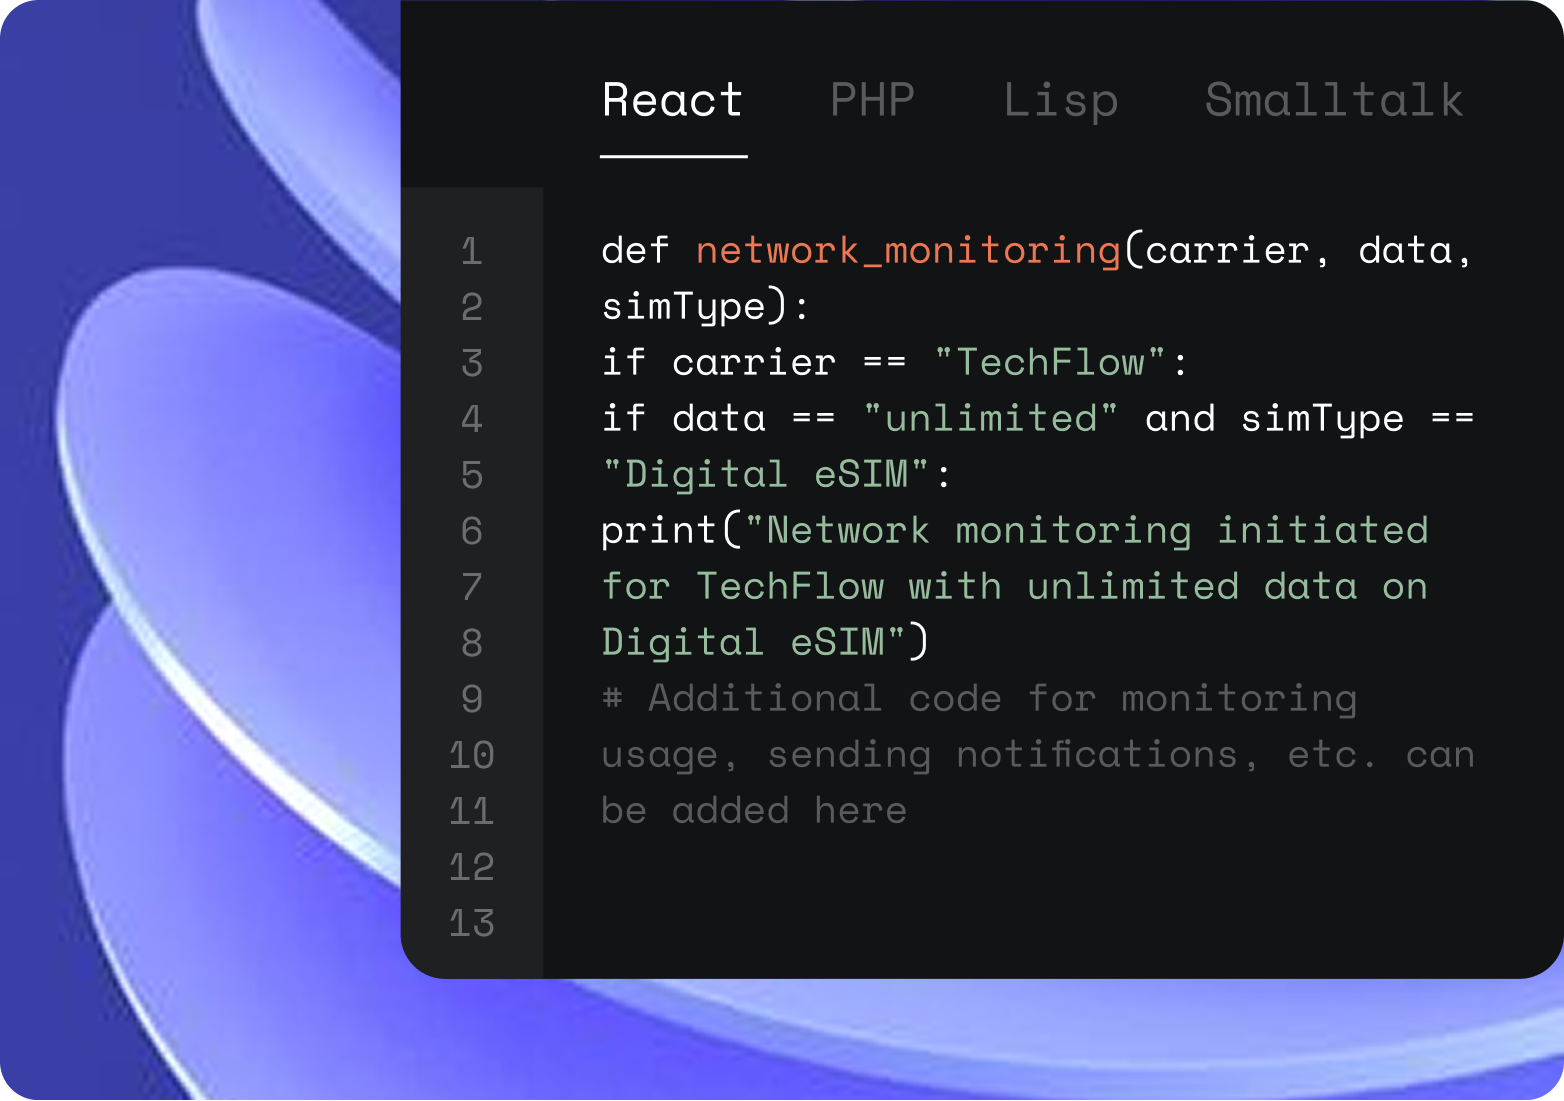 React PHP Lisp Smalltalk
1 def network_monitoring(carrier, data,
2 simType):
3 if carrier == "TechFlow":
4 if data == "unlimited" and simType ==
5 "Digital eSIM":
6 print("Network monitoring initiated
7 for TechFlow with unlimited data on
8 Digital eSIM")
9 # Additional code for monitoring
10 usage, sending notifications, etc. can
11 be added here
12
13